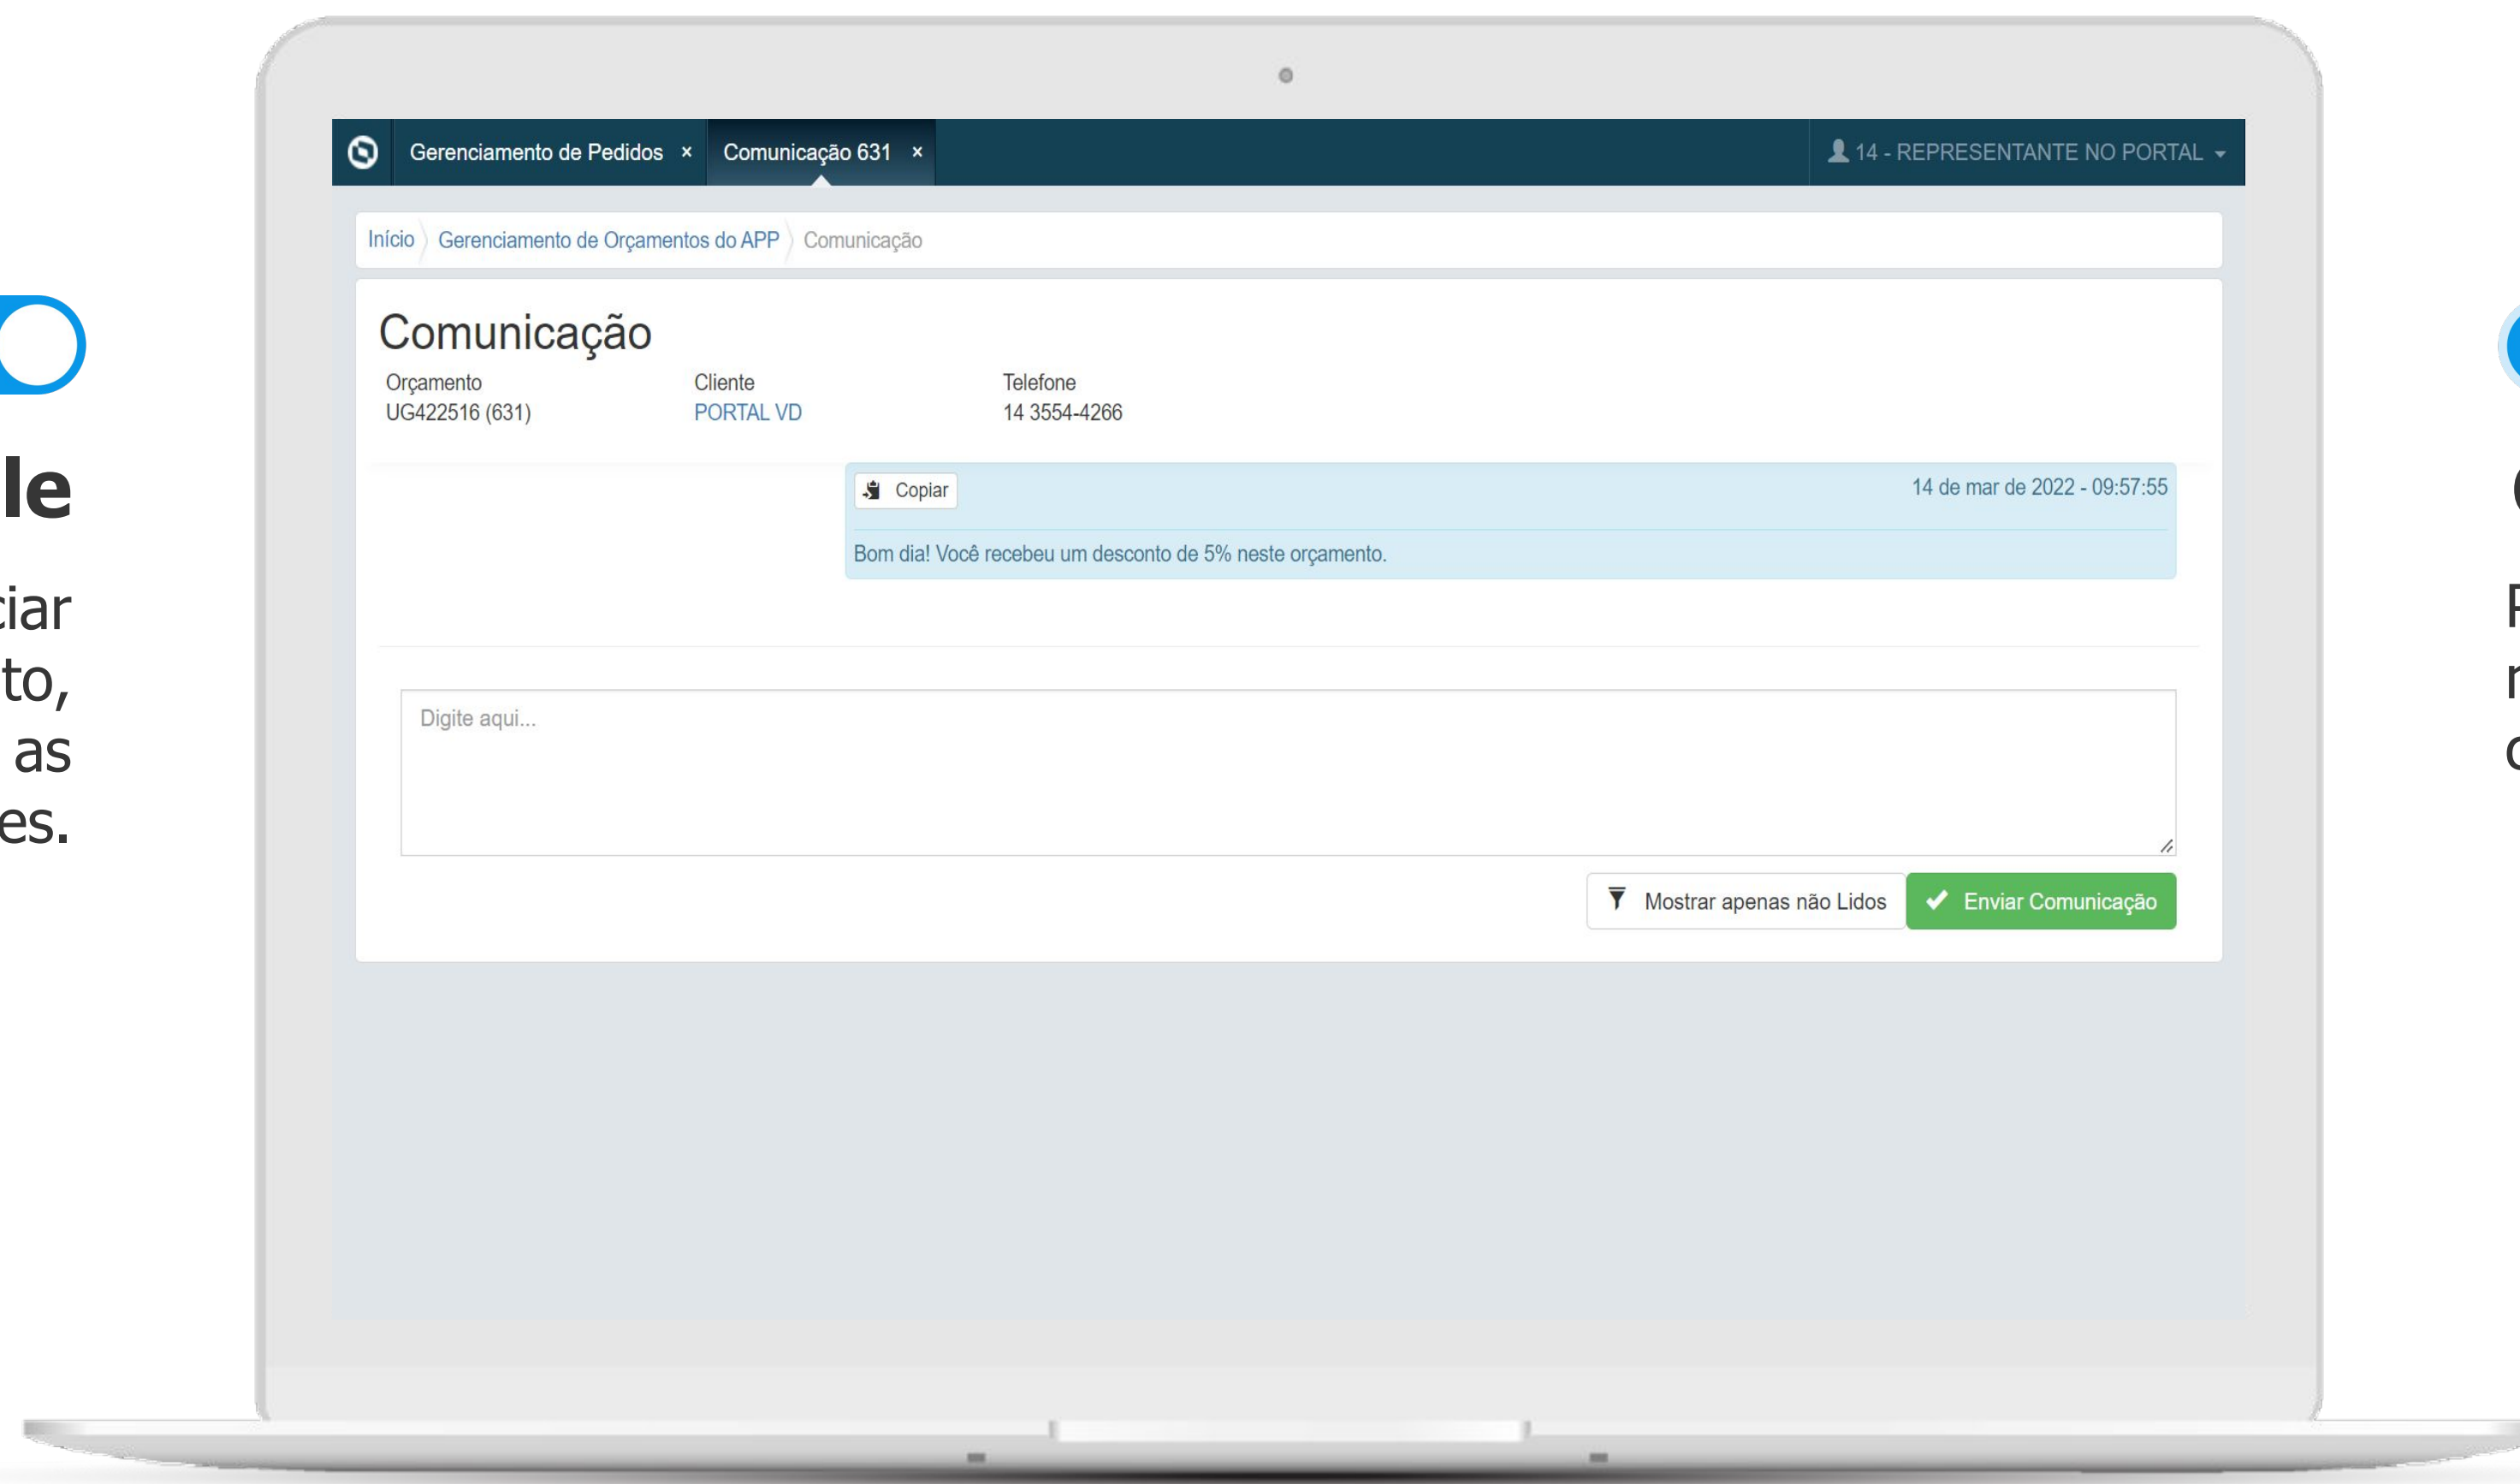 Gerenciamento de Pedidos × Comunicação 631 × 14 - REPRESENTANTE NO PORTAL
Início Gerenciamento de Orçamentos do APP Comunicação
Comunicação
Orçamento Cliente Telefone
UG422516 (631) PORTAL VD 14 3554-4266
Copiar 14 de mar de 2022 - 09:57:55
Bom dia! Você recebeu um desconto de 5% neste orçamento.
Digite aqui...
Mostrar apenas não Lidos Enviar Comunicação
le
ciar
to,
as
es.